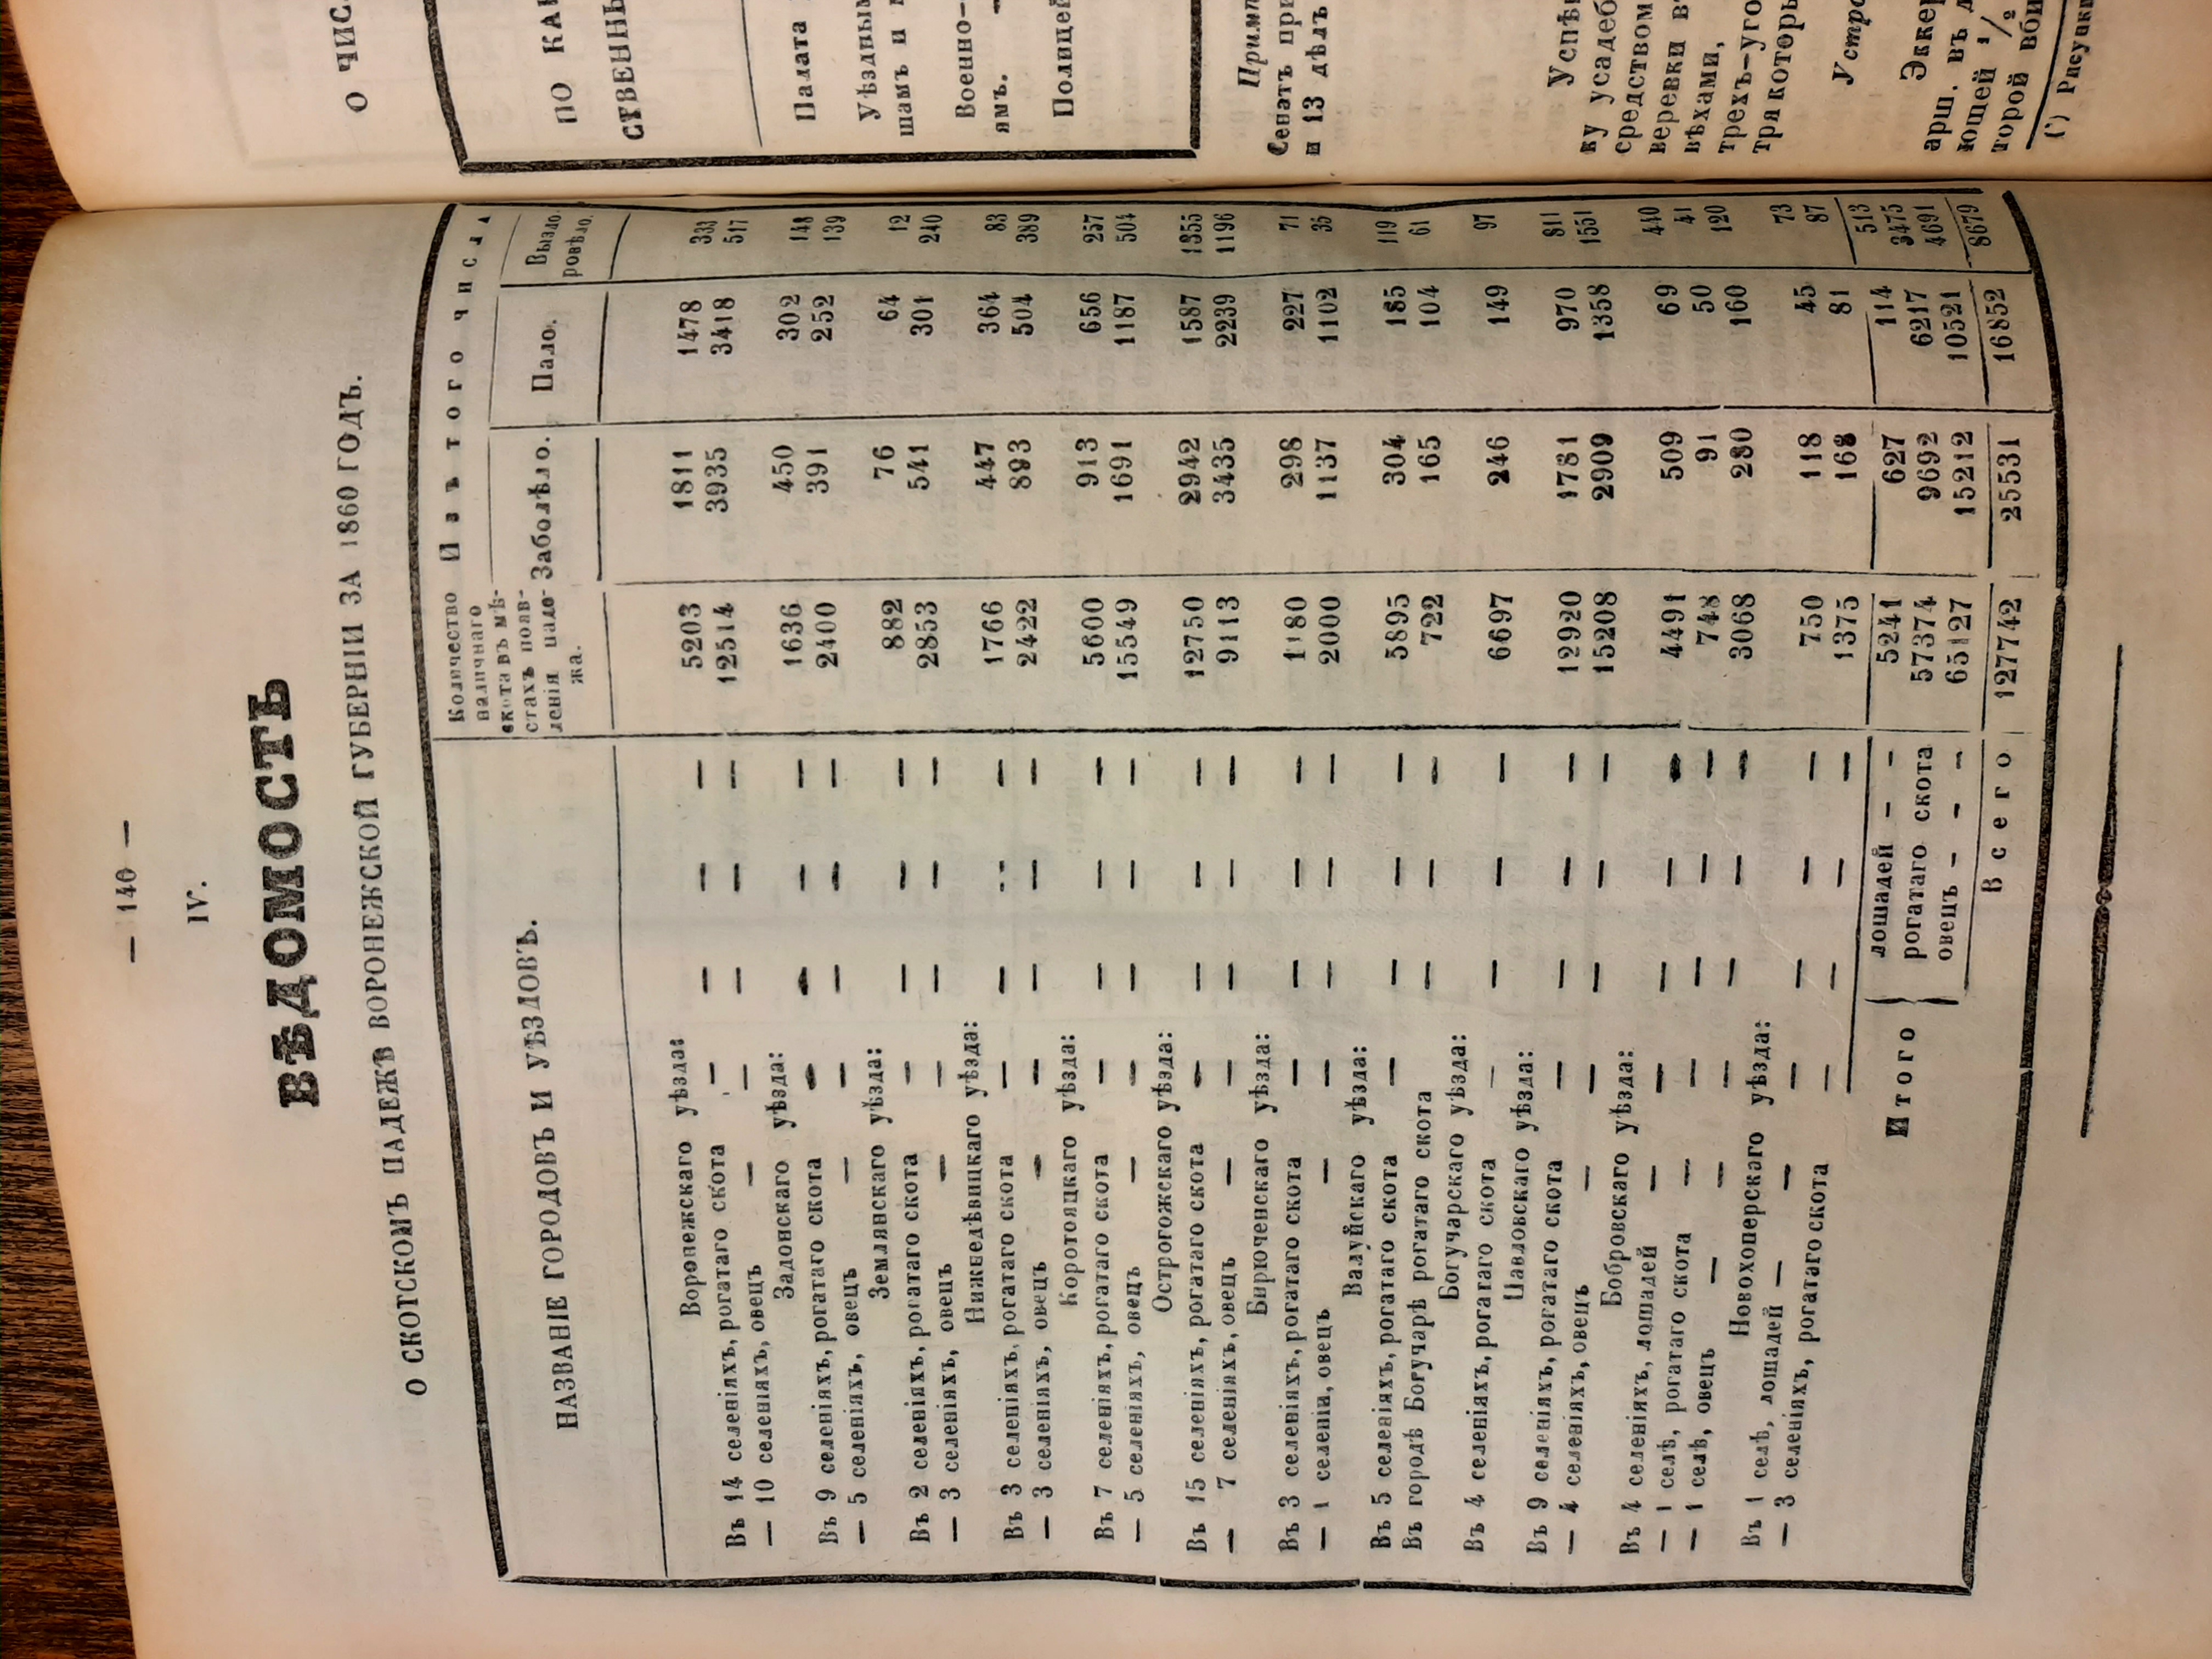 — 140 —
IV.
ВѢДОМОСТЬ
О СКОТСКОМЪ ПАДЕЖѢ ВОРОНЕЖСКОЙ ГУБЕРНІИ ЗА 1860 ГОДЪ.
НАЗВАНІЕ ГОРОДОВЪ И УѢЗДОВЪ.
Количество
наличнаго
скота въ мѣ-
стахъ появ-
ленія паде-
жа.
Изъ того числа
Заболѣло.
Пало.
Выздо-
ровѣло.
Воронежскаго уѣзда:
Въ 14 селеніяхъ, рогатаго скота — — — — 5203 1811 1478 333
— 10 селеніяхъ, овецъ — — — — — 12514 3935 3418 517
Задонскаго уѣзда:
Въ 9 селеніяхъ, рогатаго скота — — — — 1636 450 302 148
— 5 селеніяхъ, овецъ — — — — — 2400 391 252 139
Землянскаго уѣзда:
Въ 2 селеніяхъ, рогатаго скота — — — — 882 76 64 12
— 3 селеніяхъ, овецъ — — — — — 2853 541 301 240
Нижнедѣвицкаго уѣзда:
Въ 3 селеніяхъ, рогатаго скота — — — — 1766 447 364 83
— 3 селеніяхъ, овецъ — — — — — 2422 893 504 389
Коротояцкаго уѣзда:
Въ 7 селеніяхъ, рогатаго скота — — — — 5600 913 656 257
— 5 селеніяхъ, овецъ — — — — — 15549 1691 1187 504
Острогожскаго уѣзда:
Въ 15 селеніяхъ, рогатаго скота — — — — 12750 2942 1587 1355
— 7 селеніяхъ, овецъ — — — — — 9113 3435 2239 1196
Бирюченскаго уѣзда:
Въ 3 селеніяхъ, рогатаго скота — — — — 1180 298 227 71
— 1 селеніи, овецъ — — — — — 2000 1137 1102 35
Валуйскаго уѣзда:
Въ 5 селеніяхъ, рогатаго скота — — — — 5895 304 185 119
Въ городѣ Богучарѣ рогатаго скота — — — 722 165 104 61
Богучарскаго уѣзда:
Въ 4 селеніяхъ, рогатаго скота — — — — 6697 246 149 97
Павловскаго уѣзда:
Въ 9 селеніяхъ, рогатаго скота — — — — 12920 1781 970 811
— 4 селеніяхъ, овецъ — — — — — 15208 2909 1358 1551
Бобровскаго уѣзда:
Въ 4 селеніяхъ, лошадей — — — — — 4491 509 69 440
— 1 селѣ, рогатаго скота — — — — — 748 91 50 41
— 1 селѣ, овецъ — — — — — — 3068 280 160 120
Новохоперскаго уѣзда:
Въ 1 селѣ, лошадей — — — — — — 750 118 45 73
— 3 селеніяхъ, рогатаго скота — — — — 1375 168 81 87
Итого
лошадей — — 5241 627 114 513
рогатаго скота 57374 9692 6217 3475
овецъ — — — 65127 15212 10521 4691
Всего 127742 25531 16852 8679
О ЧИС
ПО КА
СТВЕНН
Палата
Уѣздным
шамъ и
Военно-
ямъ. —
Полицей
Прим
Сенатъ при
и 13 дѣлъ
Успѣ
ку усадеб
средством
веревки в
вѣхами,
трехъ-уго
тря котор
Устро
Эккер
арш. въ д
ющей 1/2
торой вби
(*) Рисунк